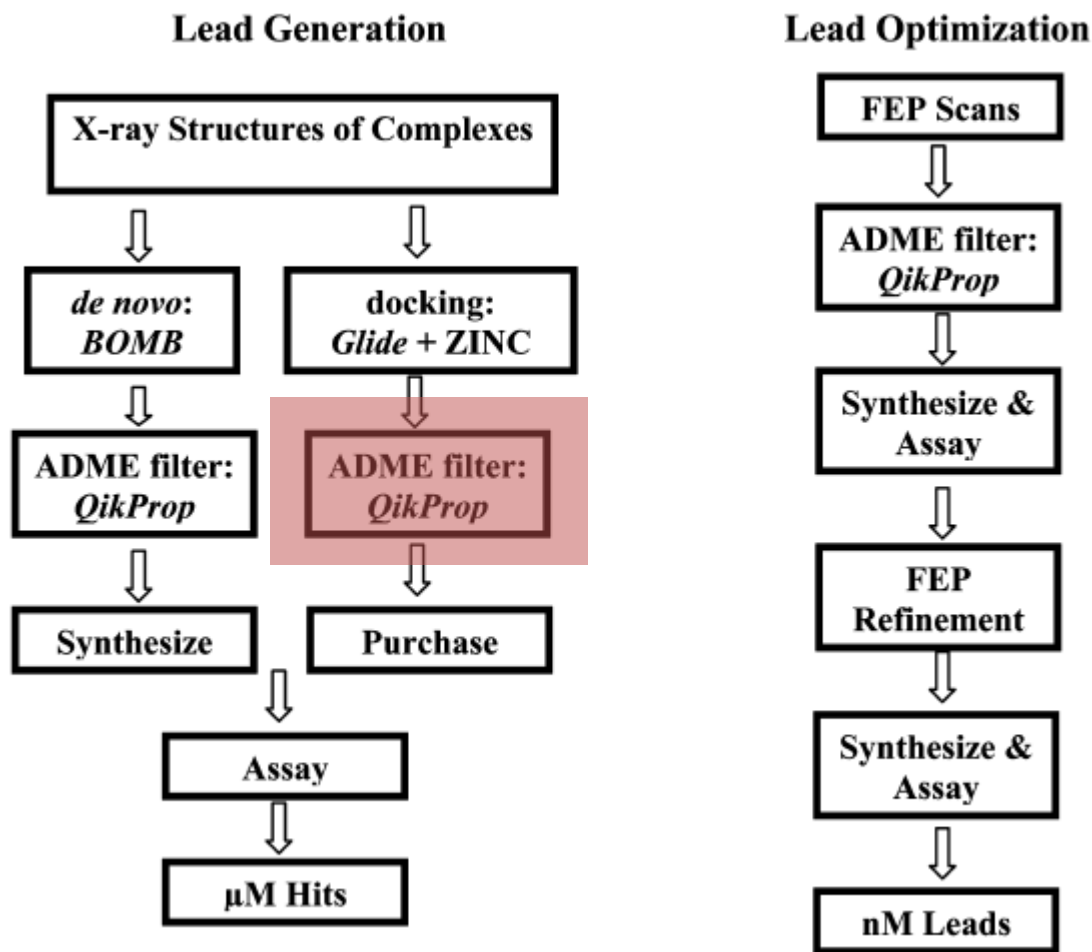 Lead Generation
X-ray Structures of Complexes
de novo:
BOMB
docking:
Glide + ZINC
ADME filter:
QikProp
ADME filter:
QikProp
Synthesize
Purchase
Assay
μM Hits
Lead Optimization
FEP Scans
ADME filter:
QikProp
Synthesize &
Assay
FEP
Refinement
Synthesize &
Assay
nM Leads